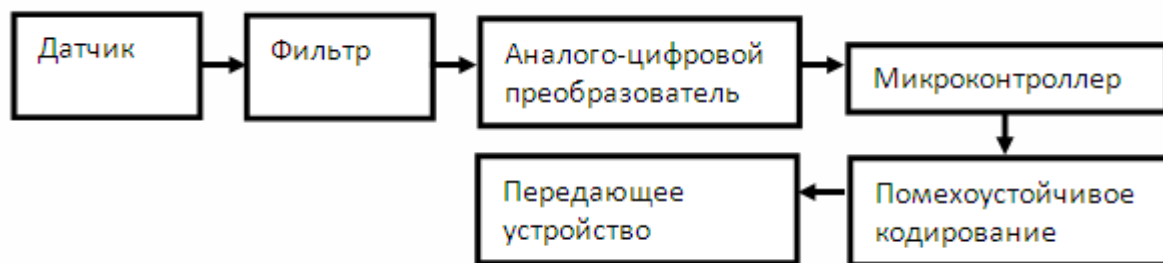 Датчик
Фильтр
Аналого-цифровой
преобразователь
Микроконтроллер
Помехоустойчивое
кодирование
Передающее
устройство